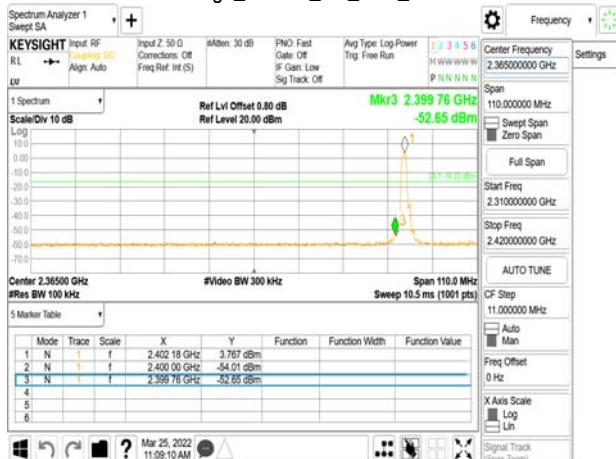 Spectrum Analyzer 1
Swept SA
+
Frequency
Settings
KEYSIGHT
RL
LV
Input: RF
Coupling: DC
Align: Auto
Input Z: 50 Ω
Corrections: Off
Freq Ref: Int (S)
#Atten: 30 dB
PNO: Fast
Gate: Off
IF Gain: Low
Sig Track: Off
Avg Type: Log-Power
Trig: Free Run
1 2 3 4 5 6
M W W W W W
P N N N N N
1 Spectrum
Scale/Div 10 dB
Ref Lvl Offset 0.80 dB
Ref Level 20.00 dBm
Mkr3 2.399 76 GHz
-52.65 dBm
Log
10.0
0.00
-10.0
-20.0
-30.0
-40.0
-50.0
-60.0
-70.0
1
3
Center 2.36500 GHz
#Res BW 100 kHz
#Video BW 300 kHz
Span 110.0 MHz
Sweep 10.5 ms (1001 pts)
5 Marker Table
Mode Trace Scale X Y Function Function Width Function Value
1 N 1 f 2.402 18 GHz 3.767 dBm
2 N 1 f 2.400 00 GHz -54.01 dBm
3 N 1 f 2.399 76 GHz -52.65 dBm
4
5
6
?
Mar 25, 2022
11:09:10 AM
Center Frequency
2.365000000 GHz
Span
110.000000 MHz
Swept Span
Zero Span
Full Span
Start Freq
2.310000000 GHz
Stop Freq
2.420000000 GHz
AUTO TUNE
CF Step
11.000000 MHz
Auto
Man
Freq Offset
0 Hz
X Axis Scale
Log
Lin
Signal Track